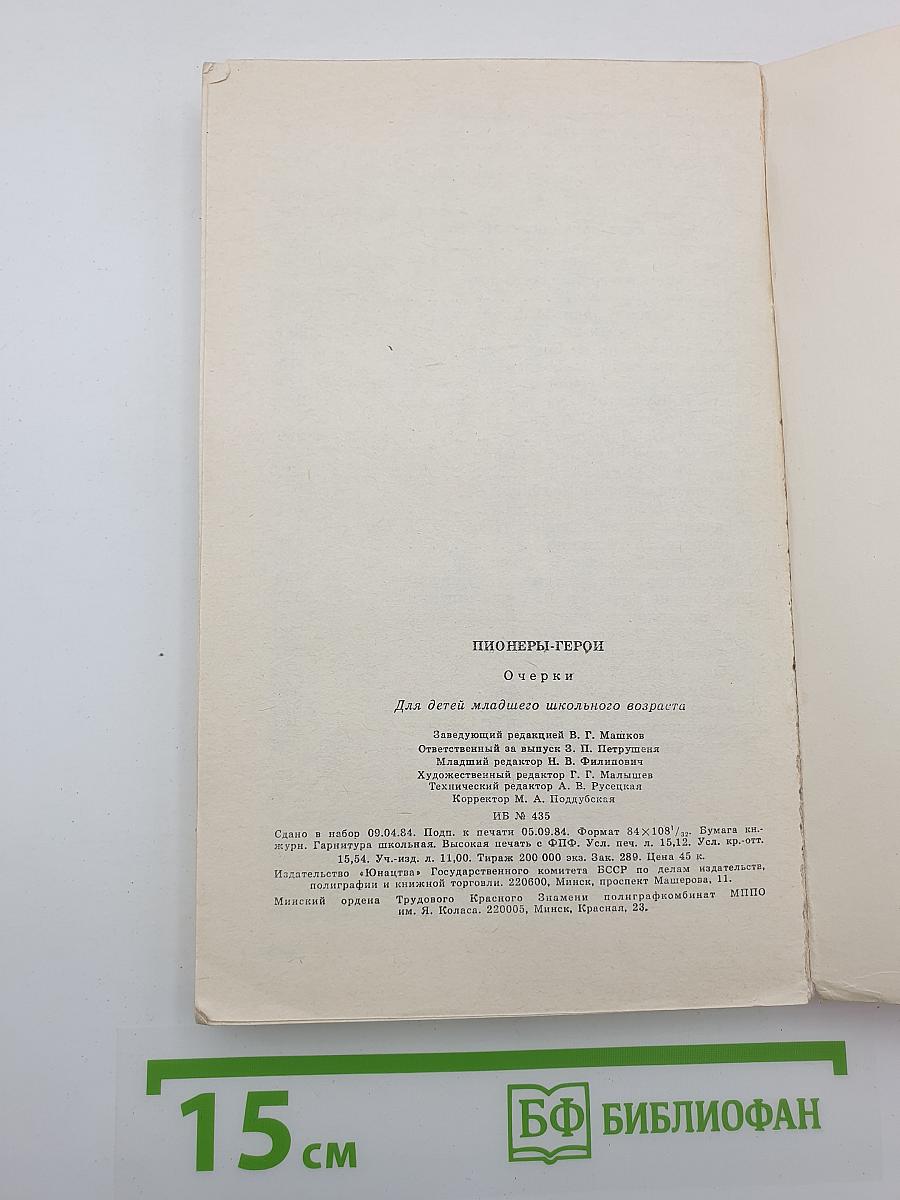 ПИОНЕРЫ-ГЕРОИ
Очерки
Для детей младшего школьного возраста
Заведующий редакцией В. Г. Машков
Ответственный за выпуск З. П. Петрушеня
Младший редактор Н. В. Филипович
Художественный редактор Г. Г. Малышев
Технический редактор А. В. Русецкая
Корректор М. А. Поддубская
ИБ № 435
Сдано в набор 09.04.84. Подп. к печати 05.09.84. Формат 84×108¹/₃₂. Бумага кн.-
журн. Гарнитура школьная. Высокая печать с ФПФ. Усл. печ. л. 15,12. Усл. кр.-отт.
15,54. Уч.-изд. л. 11,00. Тираж 200 000 экз. Зак. 289. Цена 45 к.
Издательство «Юнацтва» Государственного комитета БССР по делам издательств,
полиграфии и книжной торговли. 220600, Минск, проспект Машерова, 11.
Минский ордена Трудового Красного Знамени полиграфкомбинат МППО
им. Я. Коласа. 220005, Минск, Красная, 23.
15 см
БФ БИБЛИОФАН